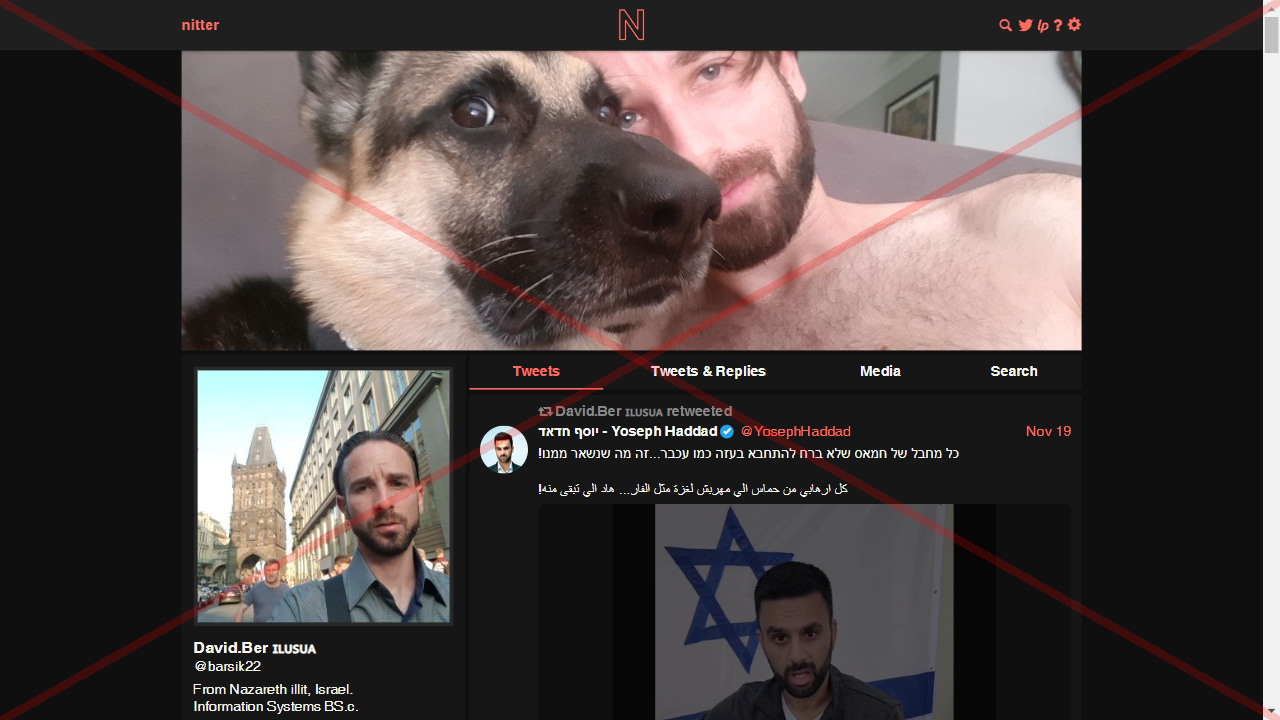 nitter
N
lp ?
Tweets
Tweets & Replies
Media
Search
David.Ber ILUSUA retweeted
יוסף חדאד - Yoseph Haddad @YosephHaddad Nov 19
כל מחבל של חמאס שלא ברח להתחבא בעזה כמו עכבר...זה מה שנשאר ממנו!
كل ارهابي من حماس الي مهربش لغزة مثل الفار... هاد الي تبقى منه!
David.Ber ILUSUA
@barsik22
From Nazareth illit, Israel.
Information Systems BS.c.